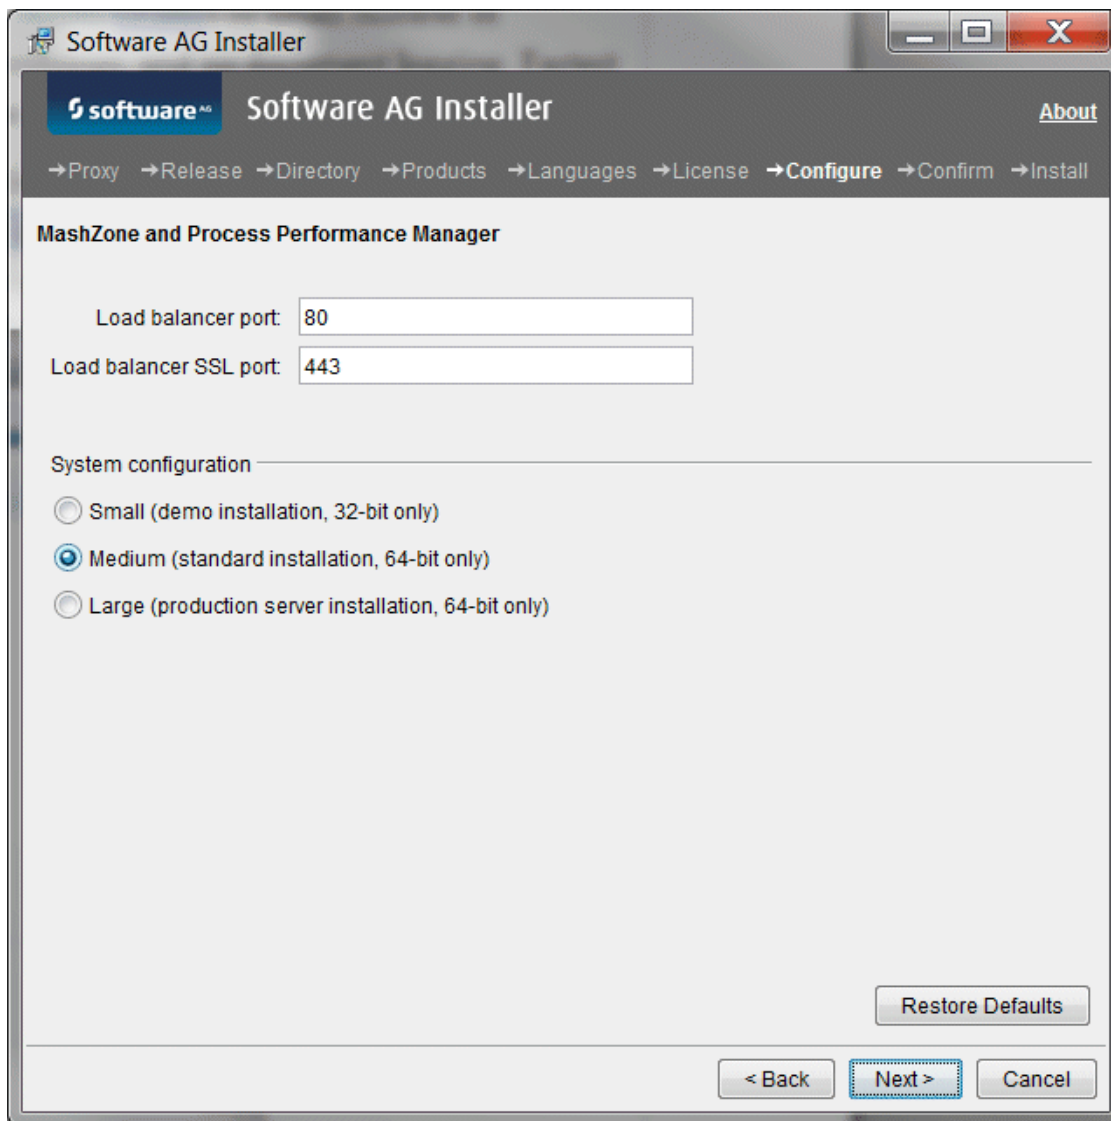 Software AG Installer
software AG Software AG Installer About
→Proxy →Release →Directory →Products →Languages →License →Configure →Confirm →Install
MashZone and Process Performance Manager
Load balancer port: 80
Load balancer SSL port: 443
System configuration
Small (demo installation, 32-bit only)
Medium (standard installation, 64-bit only)
Large (production server installation, 64-bit only)
Restore Defaults
< Back Next > Cancel